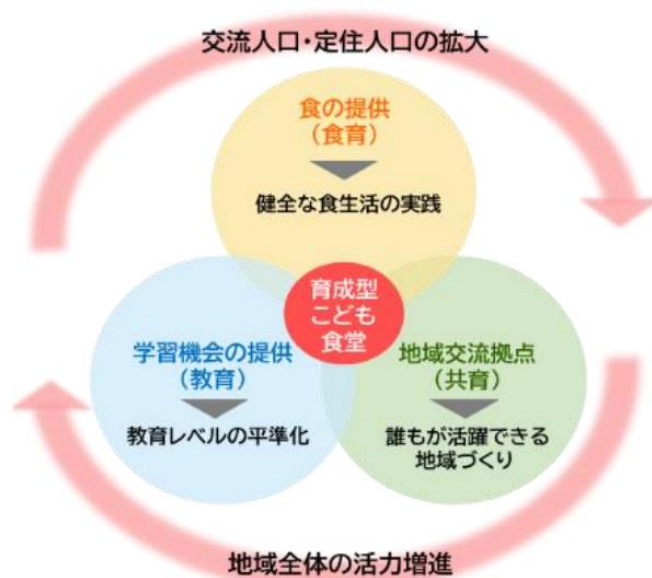 交流人口・定住人口の拡大
食の提供
(食育)
健全な食生活の実践
育成型
こども
食堂
学習機会の提供
(教育)
教育レベルの平準化
地域交流拠点
(共育)
誰もが活躍できる
地域づくり
地域全体の活力増進